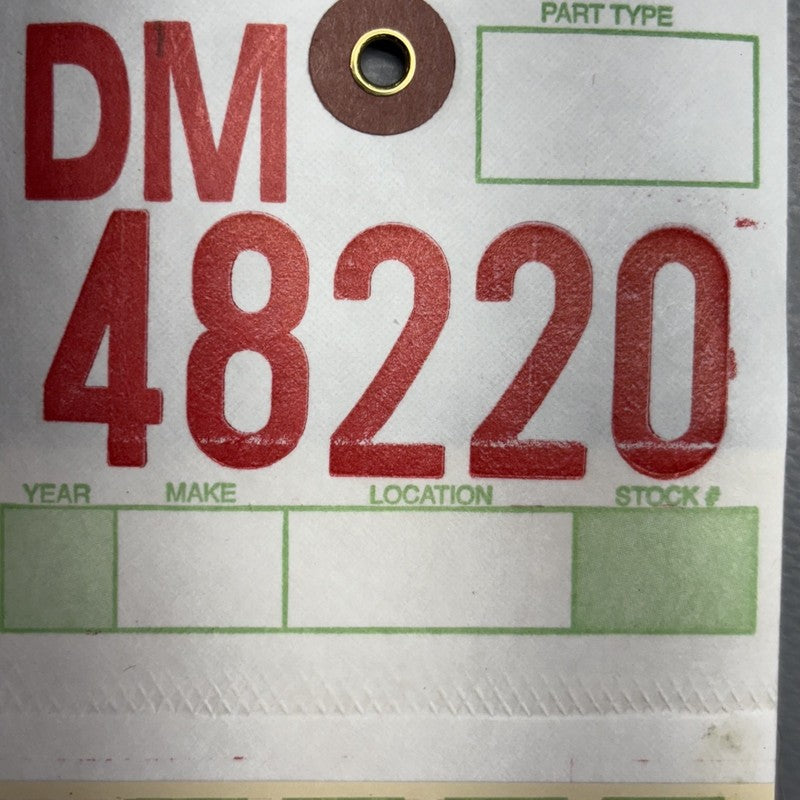 PART TYPE
DM
48220
YEAR MAKE LOCATION STOCK #